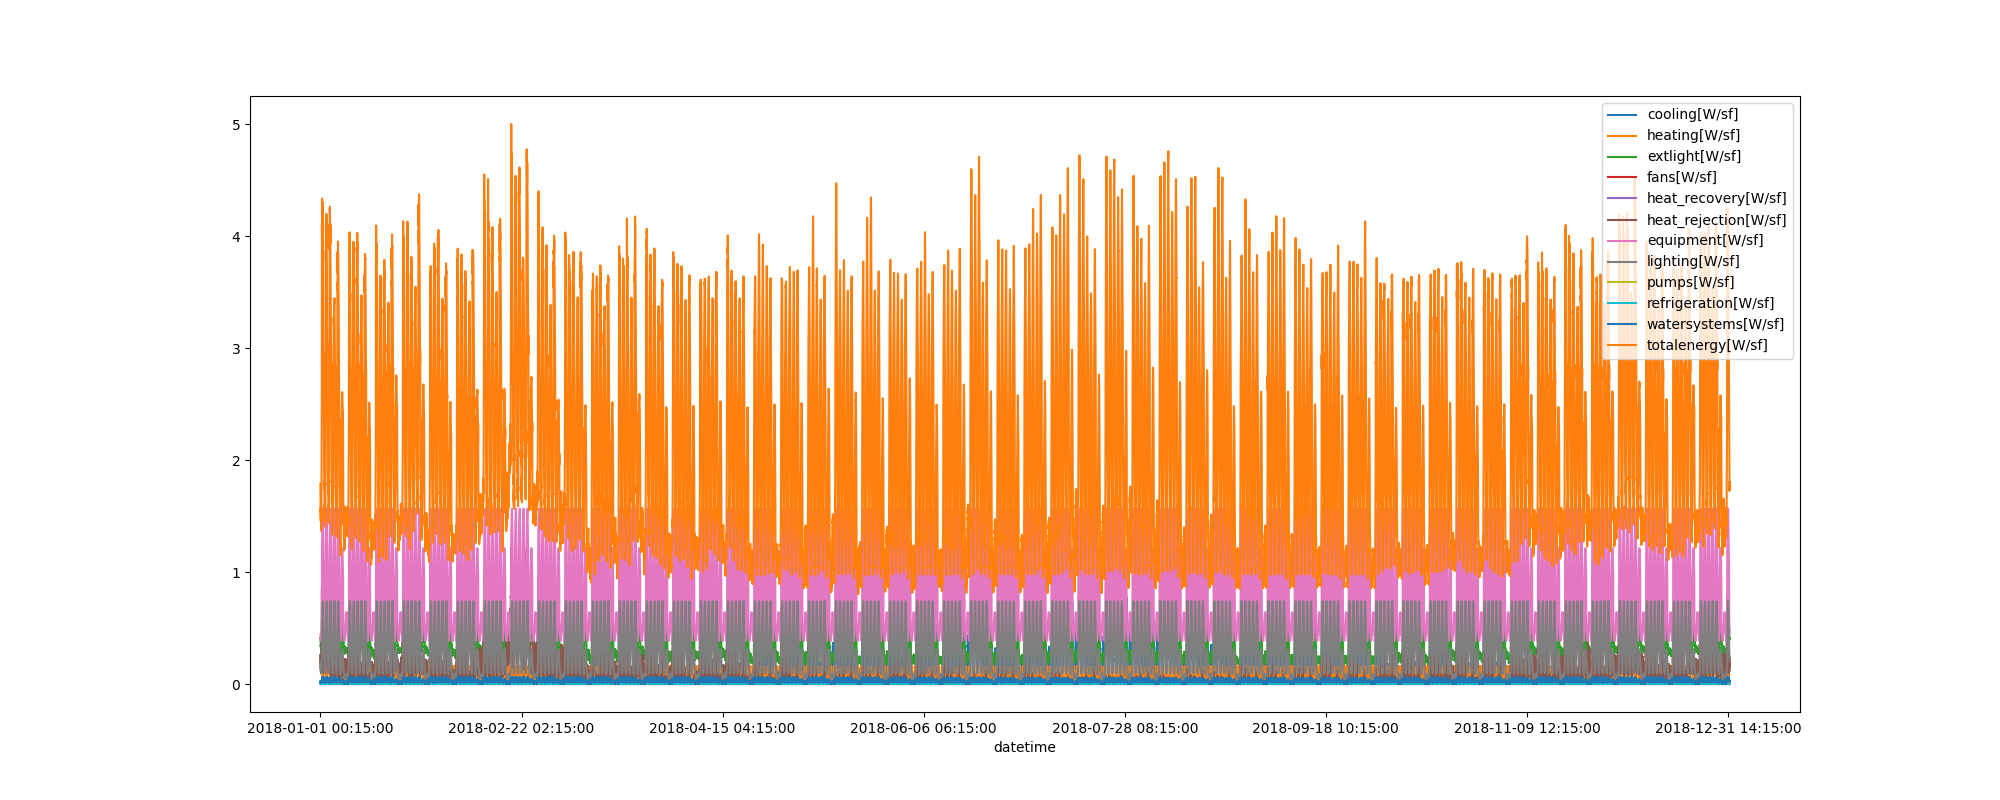 5
4
3
2
1
0
cooling[W/sf]
heating[W/sf]
extlight[W/sf]
fans[W/sf]
heat_recovery[W/sf]
heat_rejection[W/sf]
equipment[W/sf]
lighting[W/sf]
pumps[W/sf]
refrigeration[W/sf]
watersystems[W/sf]
totalenergy[W/sf]
2018-01-01 00:15:00 2018-02-22 02:15:00 2018-04-15 04:15:00 2018-06-06 06:15:00 2018-07-28 08:15:00 2018-09-18 10:15:00 2018-11-09 12:15:00 2018-12-31 14:15:00
datetime